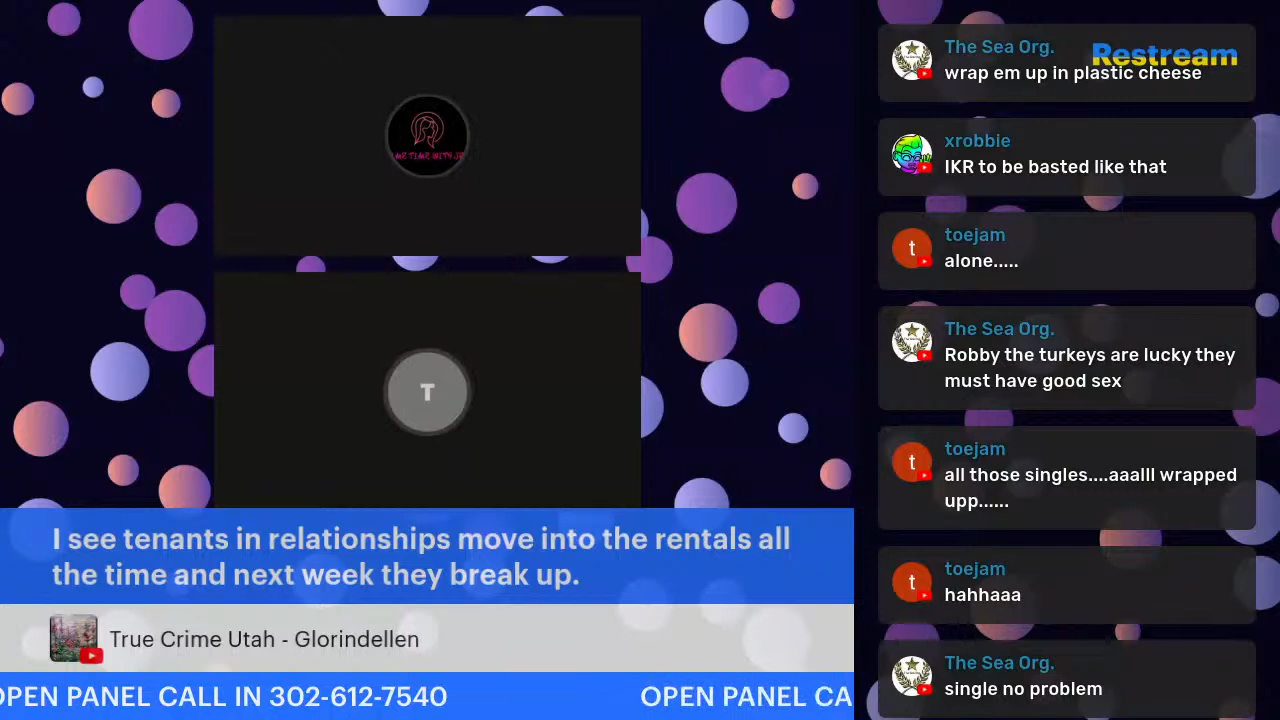 ME TIME WITH JP
T
I see tenants in relationships move into the rentals all
the time and next week they break up.
True Crime Utah - Glorindellen
OPEN PANEL CALL IN 302-612-7540
OPEN PANEL CA
Restream
The Sea Org.
wrap em up in plastic cheese
xrobbie
IKR to be basted like that
t
toejam
alone.....
The Sea Org.
Robby the turkeys are lucky they
must have good sex
t
toejam
all those singles....aaalll wrapped
upp......
t
toejam
hahhaaa
The Sea Org.
single no problem